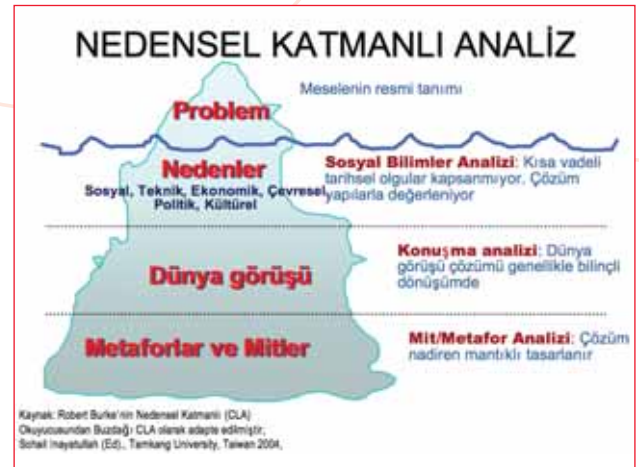 NEDENSEL KATMANLI ANALİZ
Meselenin resmi tanımı
Problem
Nedenler
Sosyal, Teknik, Ekonomik, Çevresel,
Politik, Kültürel
Sosyal Bilimler Analizi: Kısa vadeli
tarihsel olgular kapsanmıyor. Çözüm
yapılarla değerleniyor
Dünya görüşü
Konuşma analizi: Dünya
görüşü çözümü genellikle bilinçli
dönüşümde
Metaforlar ve Mitler
Mit/Metafor Analizi: Çözüm
nadiren mantıklı tasarlanır
Kaynak: Robert Burke'nin Nedensel Katmanlı (CLA)
Okuyucusundan Buzdağı CLA olarak adapte edilmiştir,
Sohail Inayatullah (Ed)., Tamkang University, Taiwan 2004,